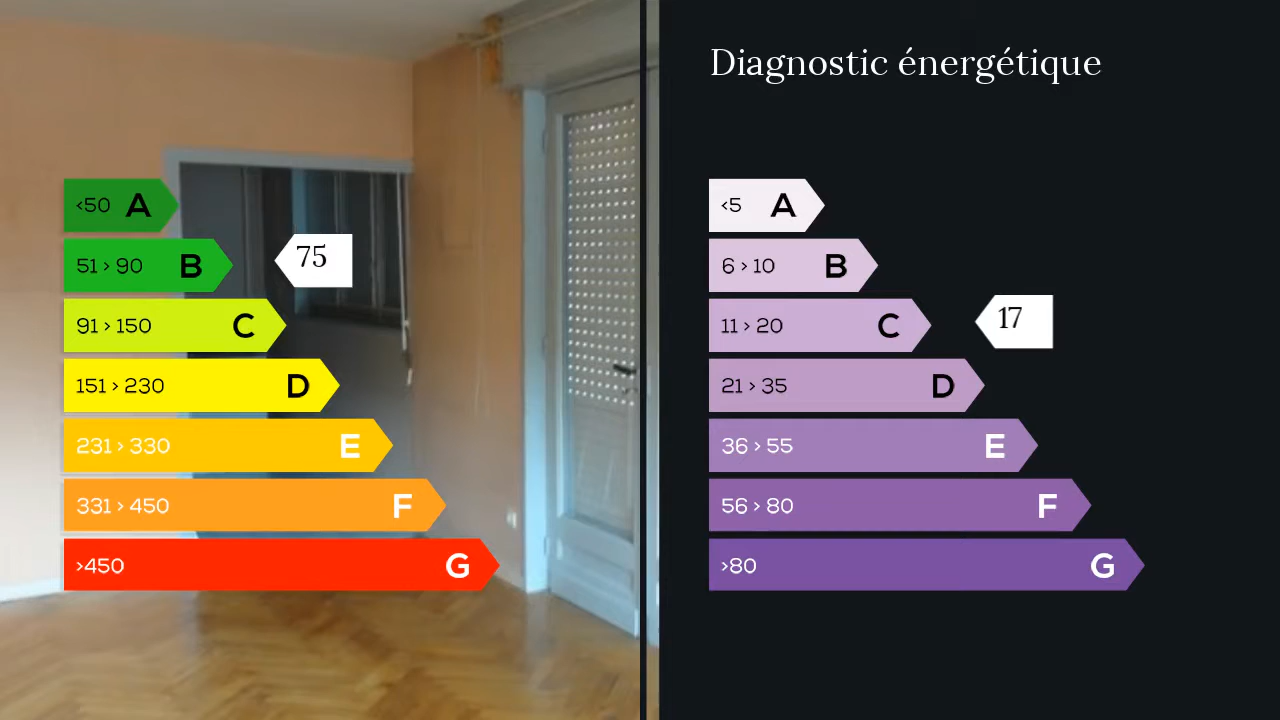 Diagnostic énergétique
<50 A
51 > 90 B
75
91 > 150 C
151 > 230 D
231 > 330 E
331 > 450 F
>450 G
<5 A
6 > 10 B
11 > 20 C
17
21 > 35 D
36 > 55 E
56 > 80 F
>80 G